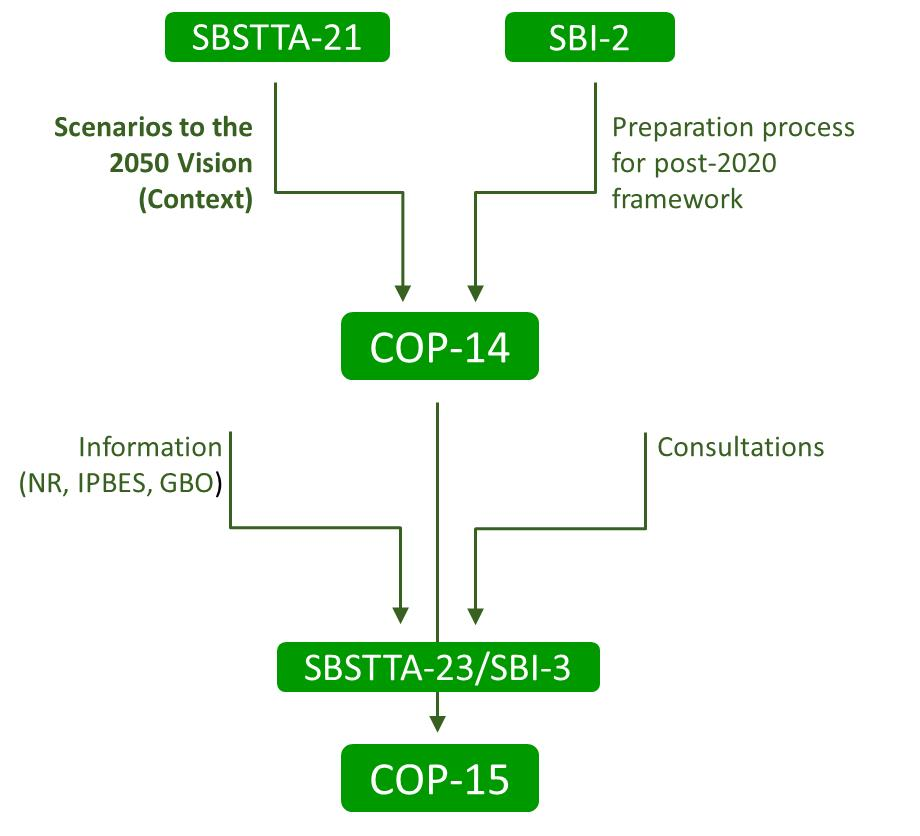 SBSTTA-21
SBI-2
Scenarios to the
2050 Vision
(Context)
Preparation process
for post-2020
framework
COP-14
Information
(NR, IPBES, GBO)
Consultations
SBSTTA-23/SBI-3
COP-15